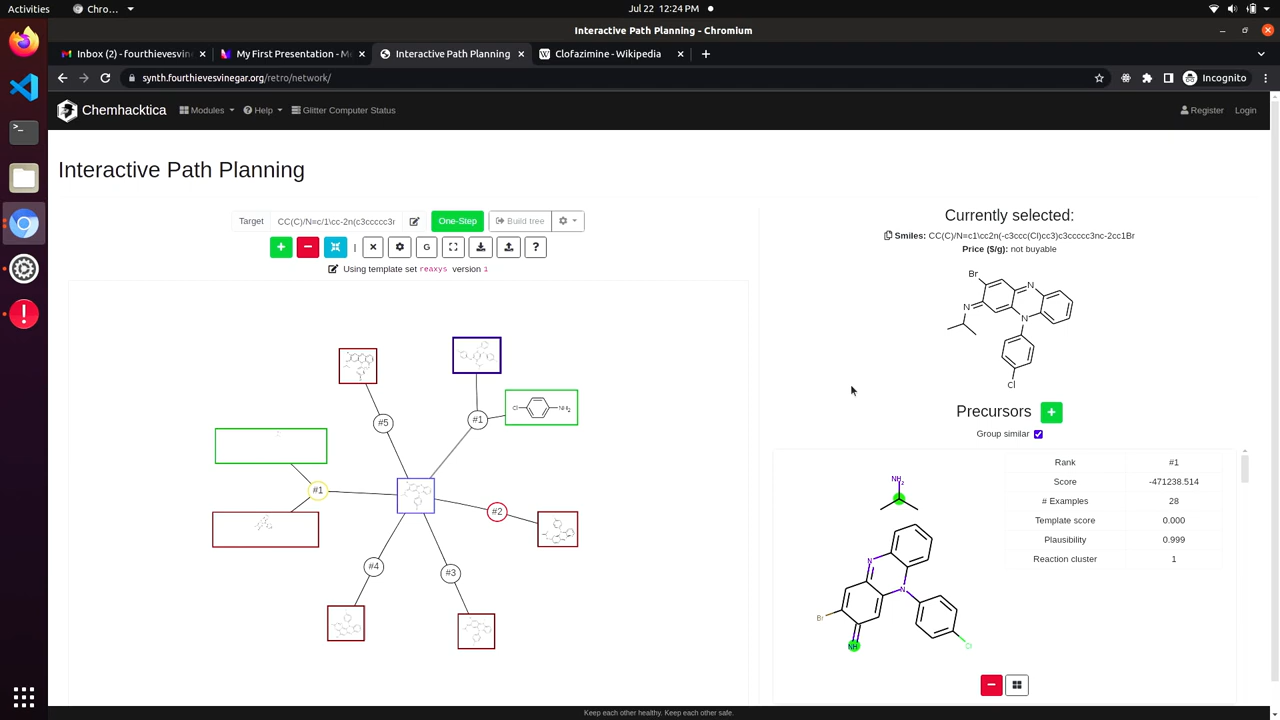 Activities
Chro...
Jul 22 12:24 PM
Interactive Path Planning - Chromium
Inbox (2) - fourthievesvin
My First Presentation - M
Interactive Path Planning
Clofazimine - Wikipedia
synth.fourthievesvinegar.org/retro/network/
Incognito
Chemhacktica
Modules
Help
Glitter Computer Status
Register
Login
Interactive Path Planning
Target
CC(C)/N=c/1\cc-2n(c3ccccc3r
One-Step
Build tree
G
?
Using template set reaxys version 1
#5
#1
Cl
NH2
#1
#2
#4
#3
Currently selected:
Smiles: CC(C)/N=c1\cc2n(-c3ccc(Cl)cc3)c3ccccc3nc-2cc1Br
Price ($/g): not buyable
Br
N
N
N
Cl
Precursors
Group similar
NH2
N
N
Br
NH
Rank #1
Score -471238.514
# Examples 28
Template score 0.000
Plausibility 0.999
Reaction cluster 1
Keep each other healthy. Keep each other safe.